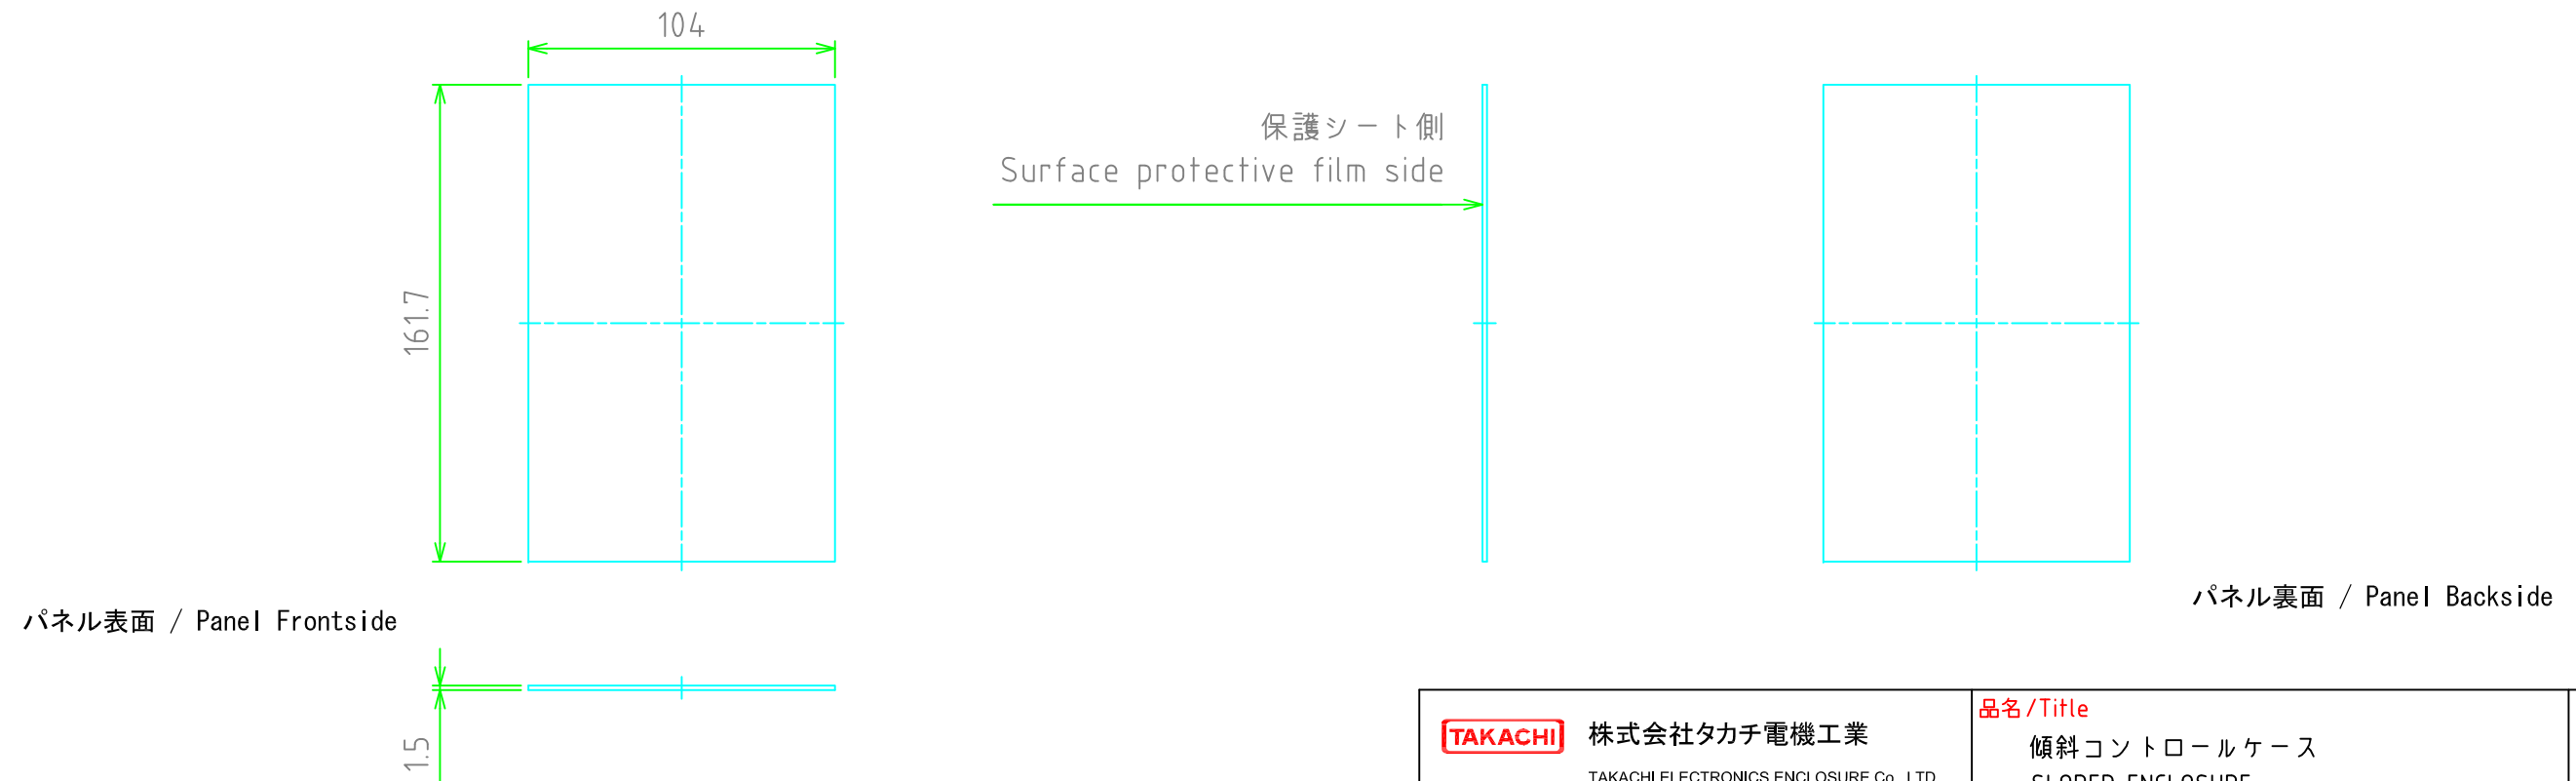 104
保護シート側
Surface protective film side
161.7
パネル表面 / Panel Frontside
パネル裏面 / Panel Backside
1.5
TAKACHI
株式会社タカチ電機工業
TAKACHI ELECTRONICS ENCLOSURE Co., LTD.
品名/Title
傾斜コントロールケース
SLOPED ENCLOSURE